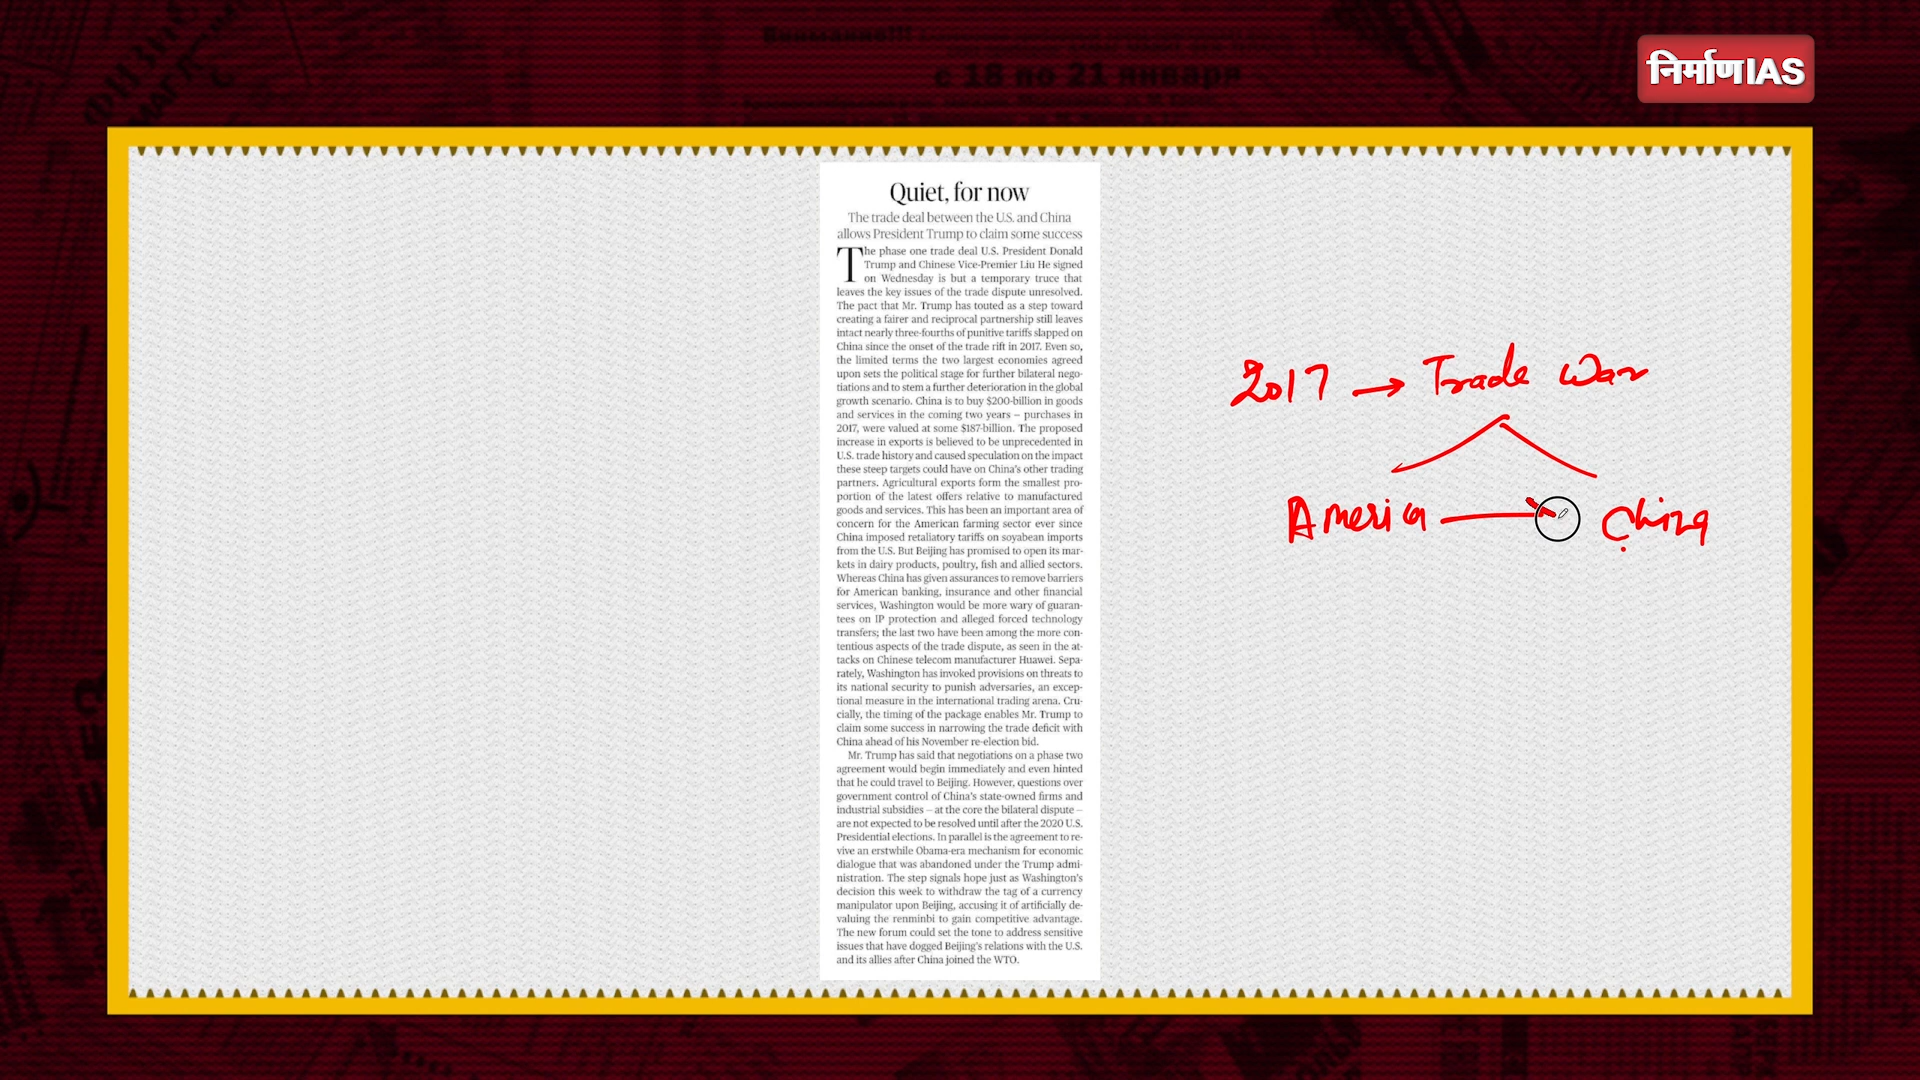 Внимание!!!
с 18 по 21 января
निर्माणIAS
Quiet, for now
The trade deal between the U.S. and China
allows President Trump to claim some success
The phase one trade deal U.S. President Donald
Trump and Chinese Vice-Premier Liu He signed
on Wednesday is but a temporary truce that
leaves the key issues of the trade dispute unresolved.
The pact that Mr. Trump has touted as a step toward
creating a fairer and reciprocal partnership still leaves
intact nearly three-fourths of punitive tariffs slapped on
China since the onset of the trade rift in 2017. Even so,
the limited terms the two largest economies agreed
upon sets the political stage for further bilateral nego-
tiations and to stem a further deterioration in the global
growth scenario. China is to buy $200-billion in goods
and services in the coming two years – purchases in
2017, were valued at some $187-billion. The proposed
increase in exports is believed to be unprecedented in
U.S. trade history and caused speculation on the impact
these steep targets could have on China's other trading
partners. Agricultural exports form the smallest pro-
portion of the latest offers relative to manufactured
goods and services. This has been an important area of
concern for the American farming sector ever since
China imposed retaliatory tariffs on soyabean imports
from the U.S. But Beijing has promised to open its mar-
kets in dairy products, poultry, fish and allied sectors.
Whereas China has given assurances to remove barriers
for American banking, insurance and other financial
services, Washington would be more wary of guaran-
tees on IP protection and alleged forced technology
transfers; the last two have been among the more con-
tentious aspects of the trade dispute, as seen in the at-
tacks on Chinese telecom manufacturer Huawei. Sepa-
rately, Washington has invoked provisions on threats to
its national security to punish adversaries, an excep-
tional measure in the international trading arena. Cru-
cially, the timing of the package enables Mr. Trump to
claim some success in narrowing the trade deficit with
China ahead of his November re-election bid.
Mr. Trump has said that negotiations on a phase two
agreement would begin immediately and even hinted
that he could travel to Beijing. However, questions over
government control of China's state-owned firms and
industrial subsidies – at the core the bilateral dispute –
are not expected to be resolved until after the 2020 U.S.
Presidential elections. In parallel is the agreement to re-
vive an erstwhile Obama-era mechanism for economic
dialogue that was abandoned under the Trump admi-
nistration. The step signals hope just as Washington's
decision this week to withdraw the tag of a currency
manipulator upon Beijing, accusing it of artificially de-
valuing the renminbi to gain competitive advantage.
The new forum could set the tone to address sensitive
issues that have dogged Beijing's relations with the U.S.
and its allies after China joined the WTO.
2017 → Trade War
America China